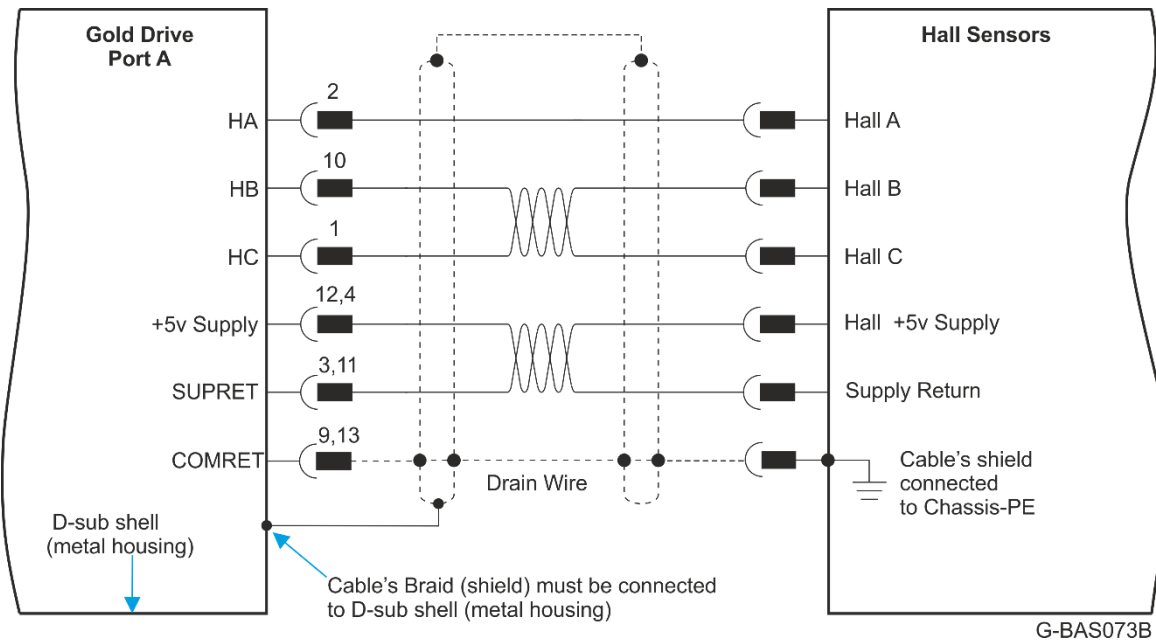 Gold Drive
Port A
Hall Sensors
2
HA
Hall A
10
HB
Hall B
1
HC
Hall C
12,4
+5v Supply
Hall +5v Supply
3,11
SUPRET
Supply Return
9,13
COMRET
Drain Wire
Cable's shield
connected
to Chassis-PE
D-sub shell
(metal housing)
Cable's Braid (shield) must be connected
to D-sub shell (metal housing)
G-BAS073B